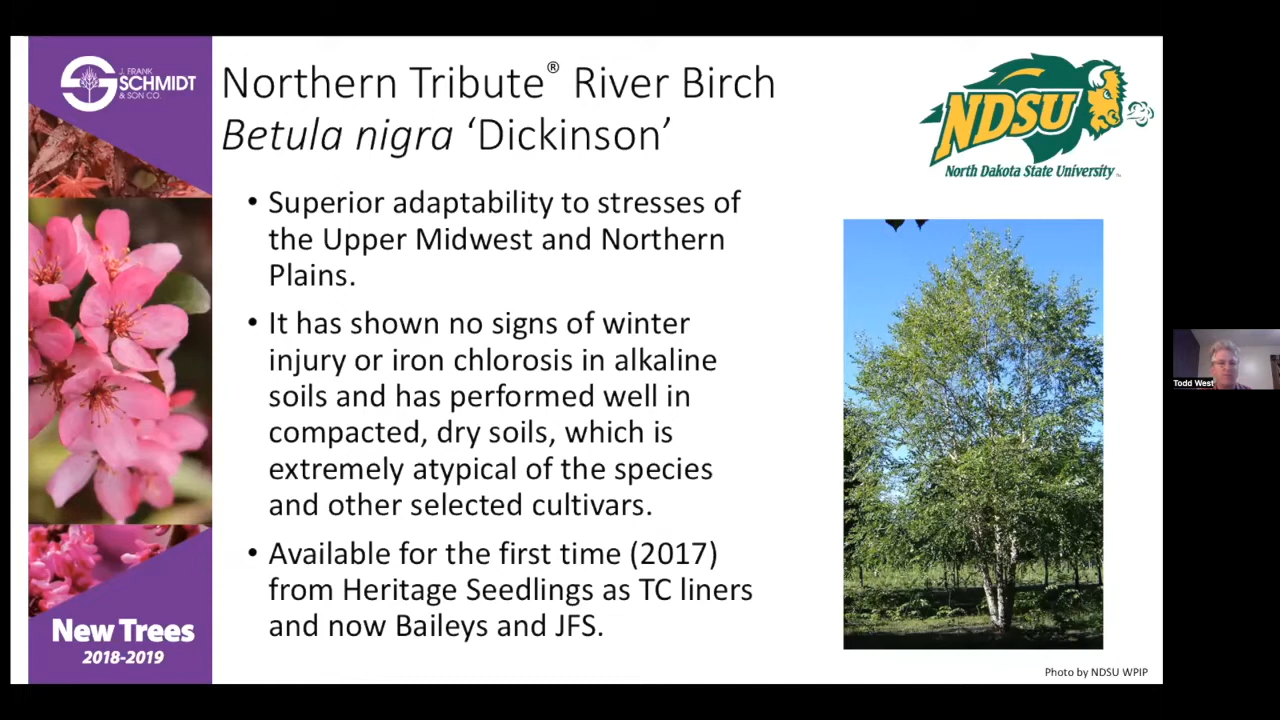 J. FRANK
SCHMIDT
& SON CO.
Northern Tribute® River Birch
Betula nigra ‘Dickinson’
NDSU
North Dakota State University™
• Superior adaptability to stresses of
the Upper Midwest and Northern
Plains.
• It has shown no signs of winter
injury or iron chlorosis in alkaline
soils and has performed well in
compacted, dry soils, which is
extremely atypical of the species
and other selected cultivars.
• Available for the first time (2017)
from Heritage Seedlings as TC liners
and now Baileys and JFS.
New Trees
2018-2019
Photo by NDSU WPIP
Todd West